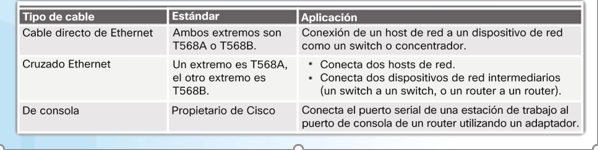 Tipo de cable Estándar Aplicación
Cable directo de Ethernet Ambos extremos son T568A o T568B. Conexión de un host de red a un dispositivo de red como un switch o concentrador.
Cruzado Ethernet Un extremo es T568A, el otro extremo es T568B. • Conecta dos hosts de red.
• Conecta dos dispositivos de red intermediarios (un switch a un switch, o un router a un router).
De consola Propietario de Cisco Conecta el puerto serial de una estación de trabajo al puerto de consola de un router utilizando un adaptador.